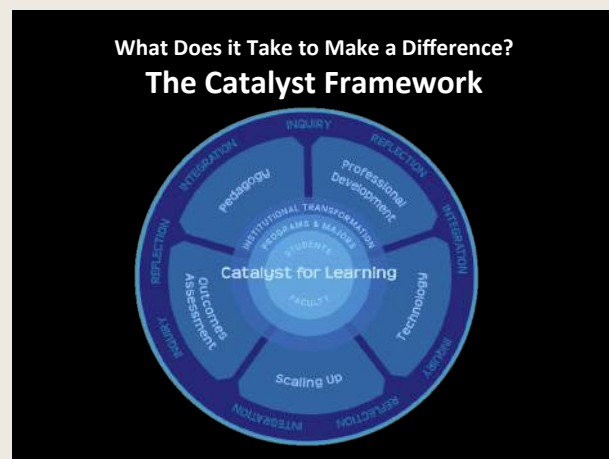 What Does it Take to Make a Difference?
The Catalyst Framework
INQUIRY
REFLECTION
INTEGRATION
INQUIRY
REFLECTION
INTEGRATION
INQUIRY
REFLECTION
INTEGRATION
Pedagogy
Professional
Development
Technology
Scaling Up
Outcomes
Assessment
INSTITUTIONAL TRANSFORMATION
PROGRAMS & MAJORS
STUDENTS
Catalyst for Learning
FACULTY